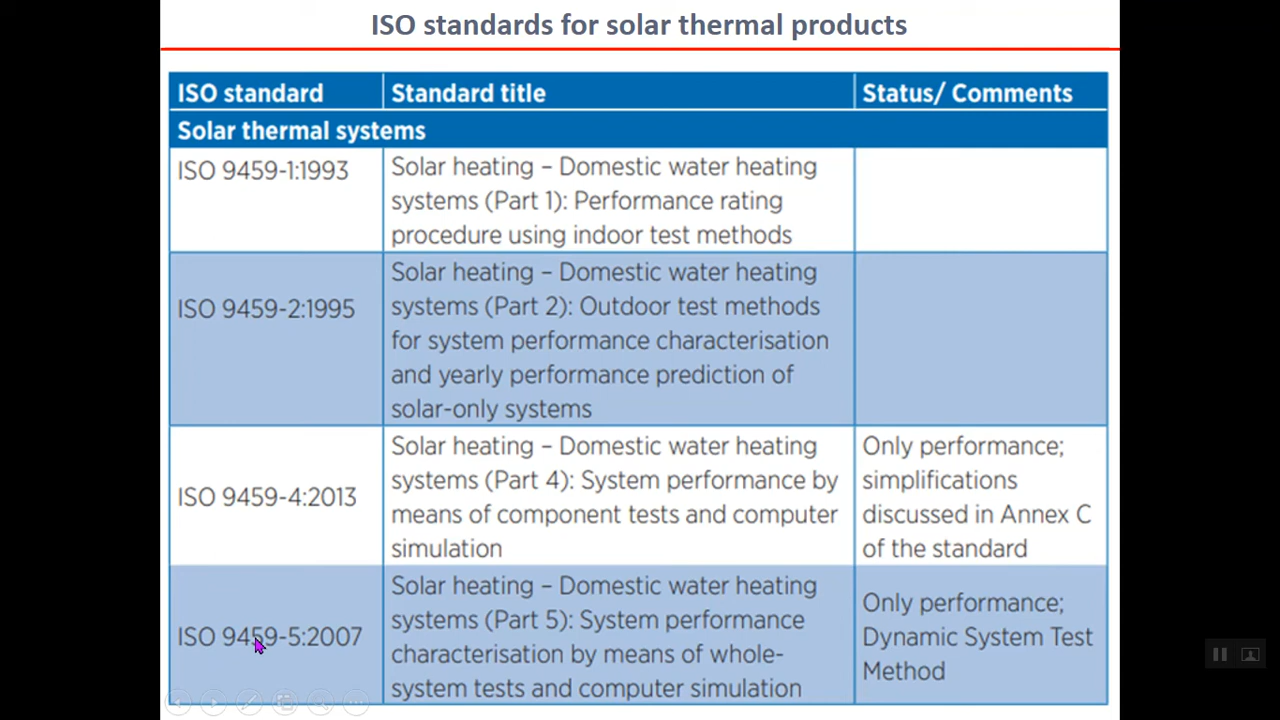 ISO standards for solar thermal products
ISO standard
Standard title
Status/ Comments
Solar thermal systems
ISO 9459-1:1993
Solar heating – Domestic water heating
systems (Part 1): Performance rating
procedure using indoor test methods
ISO 9459-2:1995
Solar heating – Domestic water heating
systems (Part 2): Outdoor test methods
for system performance characterisation
and yearly performance prediction of
solar-only systems
ISO 9459-4:2013
Solar heating – Domestic water heating
systems (Part 4): System performance by
means of component tests and computer
simulation
Only performance;
simplifications
discussed in Annex C
of the standard
ISO 9459-5:2007
Solar heating – Domestic water heating
systems (Part 5): System performance
characterisation by means of whole-
system tests and computer simulation
Only performance;
Dynamic System Test
Method